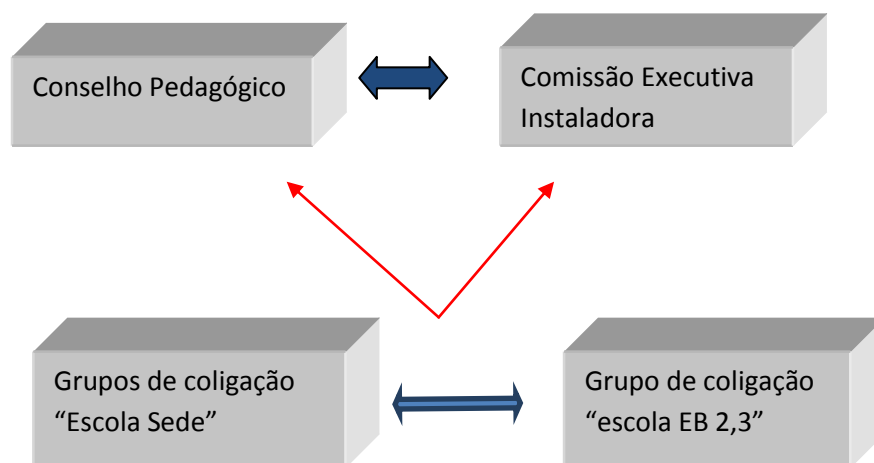 Conselho Pedagógico
Comissão Executiva
Instaladora
Grupos de coligação
“Escola Sede”
Grupo de coligação
“escola EB 2,3”